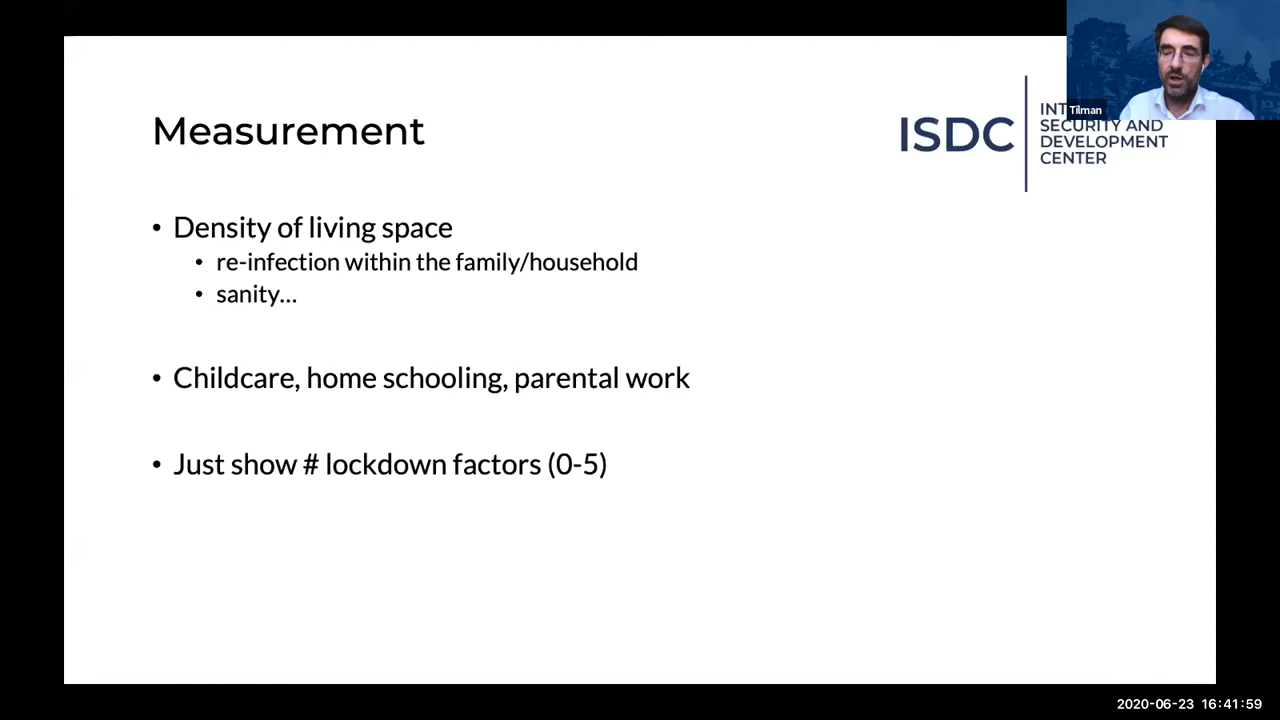 Measurement
ISDC
INT
SECURITY AND
DEVELOPMENT
CENTER
Tilman
• Density of living space
• re-infection within the family/household
• sanity...
• Childcare, home schooling, parental work
• Just show # lockdown factors (0-5)
2020-06-23 16:41:59